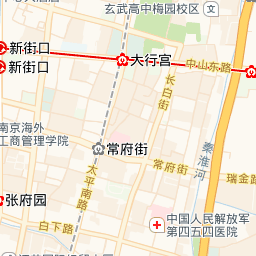 玄武高中梅园校区
新街口
大行宫
中山东路
新街口
长白街
秦淮河
南京海外
工商管理学院
常府街
常府街
瑞金路
太平南路
张府园
白下路
中国人民解放军
第四五四医院